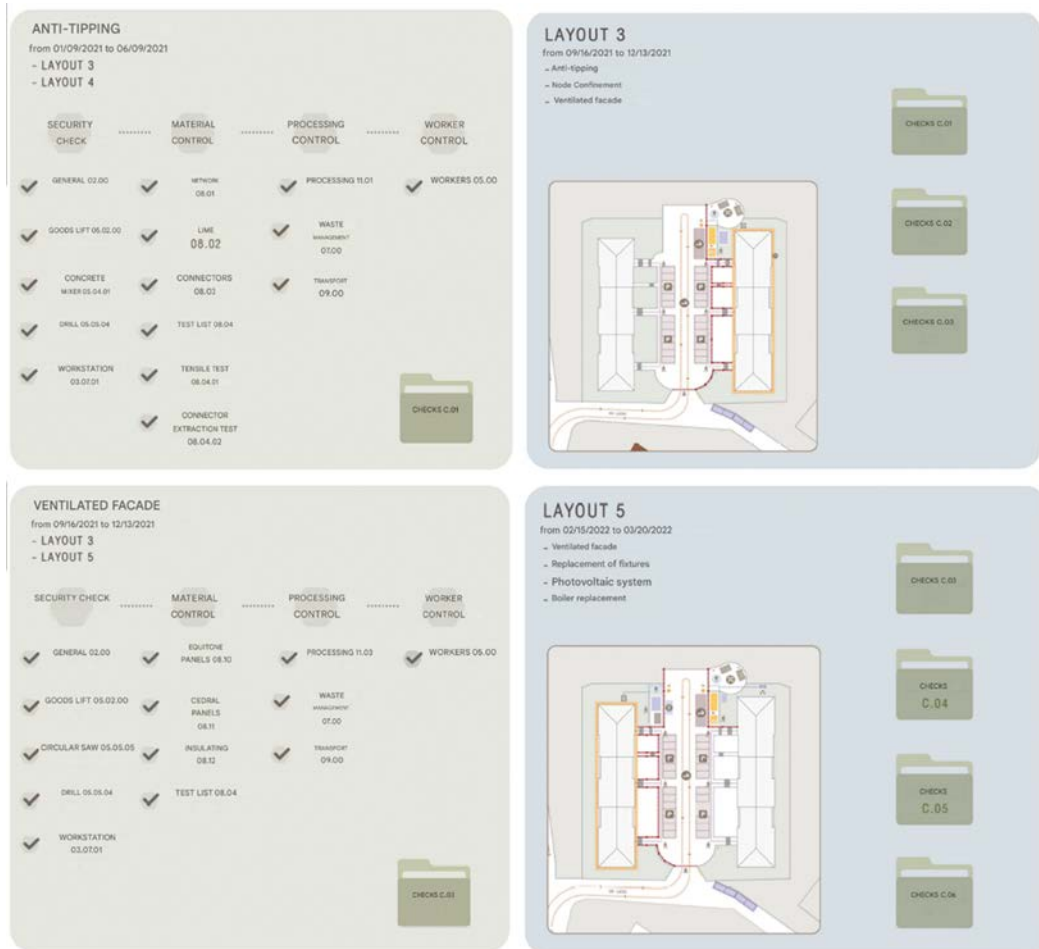 ANTI-TIPPING
from 01/09/2021 to 06/09/2021
- LAYOUT 3
- LAYOUT 4
SECURITY
CHECK
MATERIAL
CONTROL
PROCESSING
CONTROL
WORKER
CONTROL
GENERAL 02.00
NETWORK
08.01
PROCESSING 11.01
WORKERS 05.00
GOODS LIFT 05.02.00
LIME
08.02
WASTE
MANAGEMENT
07.00
CONCRETE
MIXER 05.04.01
CONNECTORS
08.03
TRANSPORT
09.00
DRILL 05.05.04
TEST LIST 08.04
WORKSTATION
03.07.01
TENSILE TEST
08.04.01
CONNECTOR
EXTRACTION TEST
08.04.02
CHECKS C.01
LAYOUT 3
from 09/16/2021 to 12/13/2021
- Anti-tipping
- Node Confinement
- Ventilated facade
CHECKS C.01
CHECKS C.02
CHECKS C.03
VENTILATED FACADE
from 09/16/2021 to 12/13/2021
- LAYOUT 3
- LAYOUT 5
SECURITY CHECK
MATERIAL
CONTROL
PROCESSING
CONTROL
WORKER
CONTROL
GENERAL 02.00
EQUITONE
PANELS 08.10
PROCESSING 11.03
WORKERS 05.00
GOODS LIFT 05.02.00
CEDRAL
PANELS
08.11
WASTE
MANAGEMENT
07.00
CIRCULAR SAW 05.05.05
INSULATING
08.12
TRANSPORT
09.00
DRILL 05.05.04
TEST LIST 08.04
WORKSTATION
03.07.01
CHECKS C.03
LAYOUT 5
from 02/15/2022 to 03/20/2022
- Ventilated facade
- Replacement of fixtures
- Photovoltaic system
- Boiler replacement
CHECKS C.03
CHECKS
C.04
CHECKS
C.05
CHECKS C.06